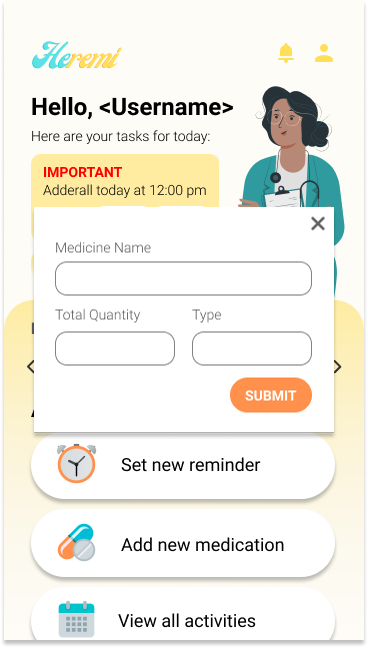 Heremi
Hello, <Username>
Here are your tasks for today:
IMPORTANT
Adderall today at 12:00 pm
Medicine Name
Total Quantity Type
SUBMIT
Set new reminder
Add new medication
View all activities